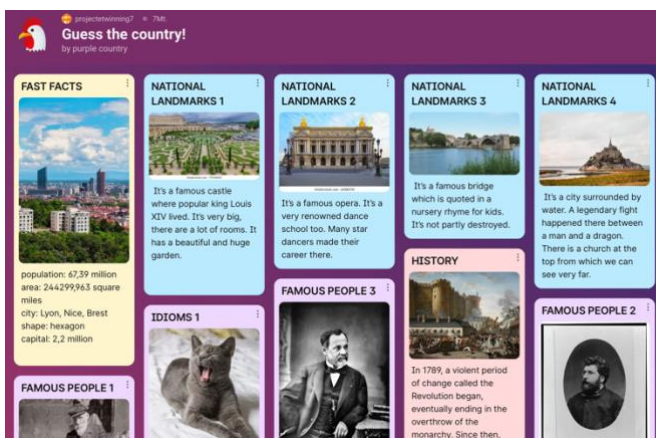 projectetwinning7 • 7Mt.
Guess the country!
by purple country
FAST FACTS
population: 67,39 million
area: 244299,963 square
miles
city: Lyon, Nice, Brest
shape: hexagon
capital: 2,2 million
FAMOUS PEOPLE 1
NATIONAL
LANDMARKS 1
It's a famous castle
where popular king Louis
XIV lived. It's very big,
there are a lot of rooms. It
has a beautiful and huge
garden.
IDIOMS 1
NATIONAL
LANDMARKS 2
It's a famous opera. It's a
very renowned dance
school too. Many star
dancers made their
career there.
FAMOUS PEOPLE 3
NATIONAL
LANDMARKS 3
It's a famous bridge
which is quoted in a
nursery rhyme for kids.
It's not partly destroyed.
HISTORY
In 1789, a violent period
of change called the
Revolution began,
eventually ending in the
overthrow of the
monarchy. Since then,
NATIONAL
LANDMARKS 4
It's a city surrounded by
water. A legendary fight
happened there between
a man and a dragon.
There is a church at the
top from which we can
see very far.
FAMOUS PEOPLE 2